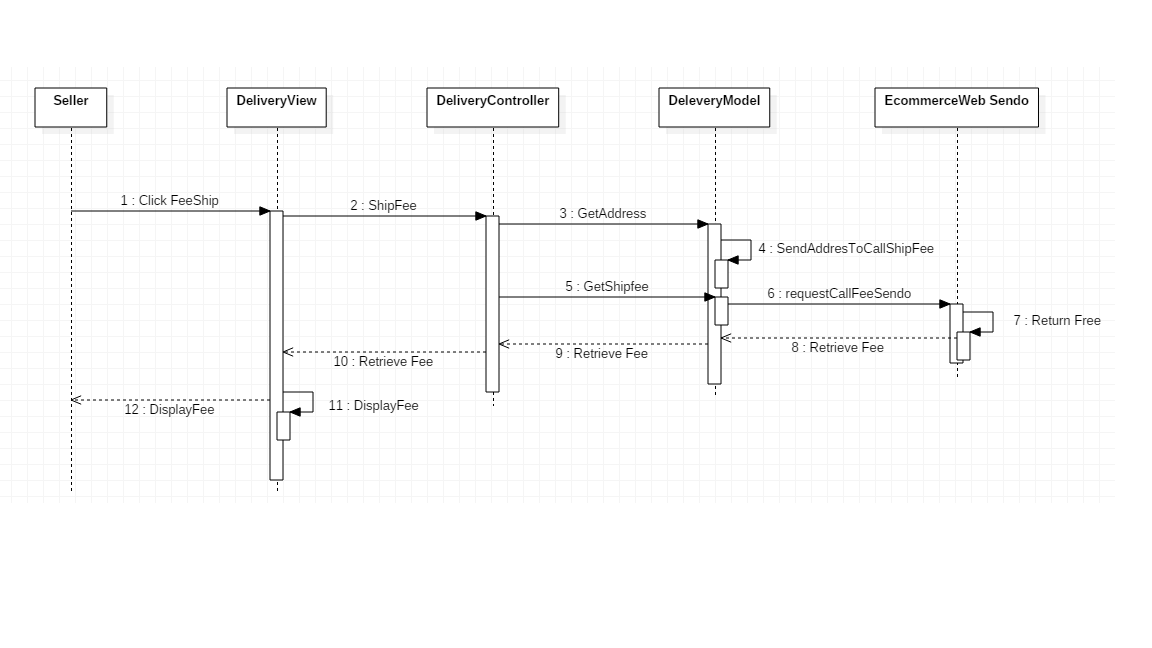 Seller
DeliveryView
DeliveryController
DeleveryModel
EcommerceWeb Sendo
1 : Click FeeShip
2 : ShipFee
3 : GetAddress
4 : SendAddresToCallShipFee
5 : GetShipfee
6 : requestCallFeeSendo
7 : Return Free
8 : Retrieve Fee
9 : Retrieve Fee
10 : Retrieve Fee
11 : DisplayFee
12 : DisplayFee